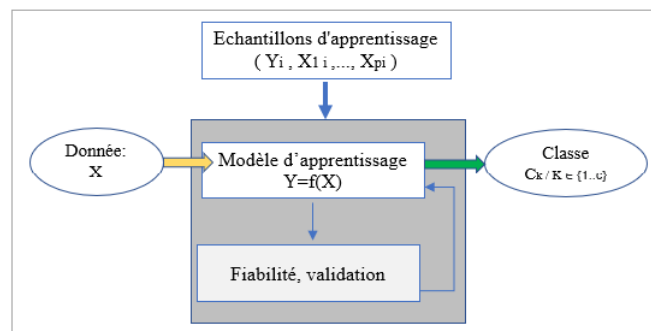 Echantillons d'apprentissage
( Yi , X1 i ,..., Xpi )
Donnée:
X
Modèle d’apprentissage
Y=f(X)
Classe
Ck / K ∈ {1..c}
Fiabilité, validation